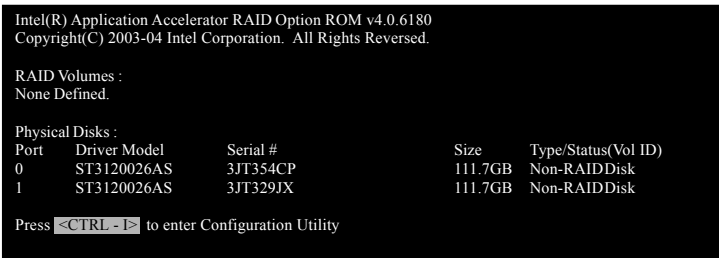 Intel(R) Application Accelerator RAID Option ROM v4.0.6180
Copyright(C) 2003-04 Intel Corporation. All Rights Reversed.
RAID Volumes :
None Defined.
Physical Disks :
Port Driver Model Serial # Size Type/Status(Vol ID)
0 ST3120026AS 3JT354CP 111.7GB Non-RAIDDisk
1 ST3120026AS 3JT329JX 111.7GB Non-RAIDDisk
Press <CTRL - I> to enter Configuration Utility